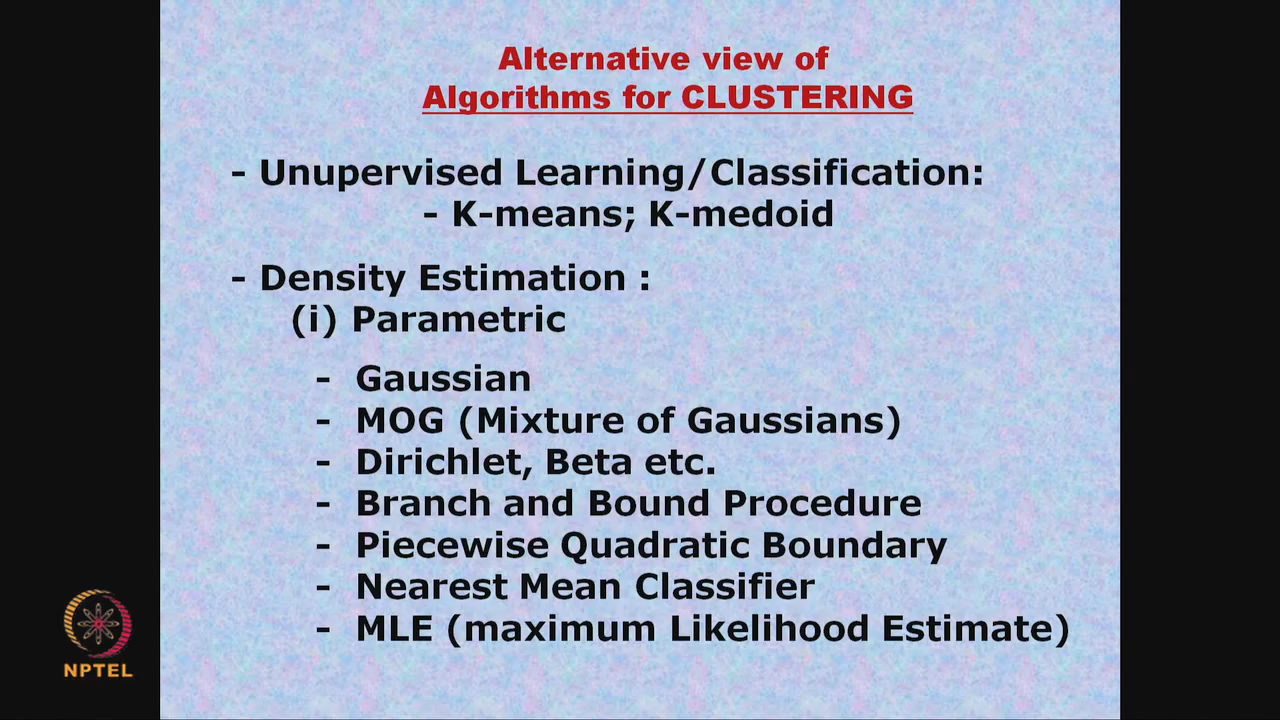 Alternative view of
Algorithms for CLUSTERING
- Unupervised Learning/Classification:
- K-means; K-medoid
- Density Estimation :
(i) Parametric
- Gaussian
- MOG (Mixture of Gaussians)
- Dirichlet, Beta etc.
- Branch and Bound Procedure
- Piecewise Quadratic Boundary
- Nearest Mean Classifier
- MLE (maximum Likelihood Estimate)
NPTEL